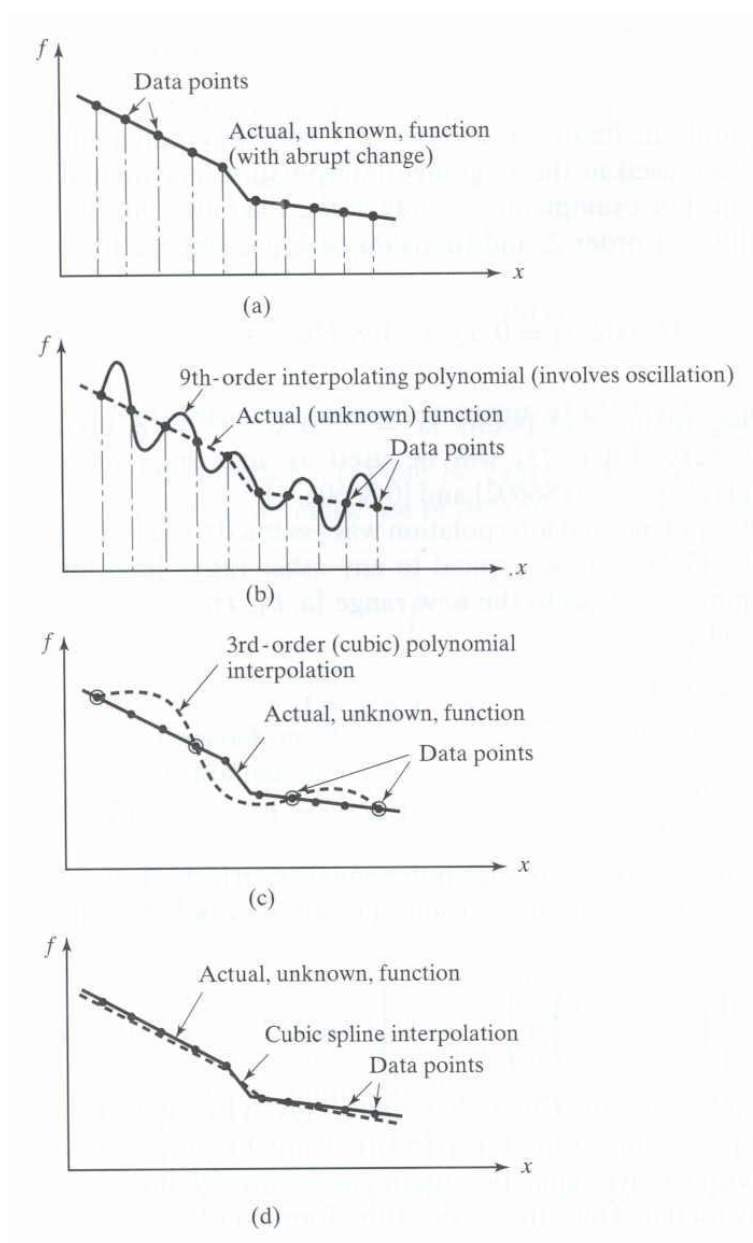 f
Data points
Actual, unknown, function
(with abrupt change)
x
(a)
f
9th-order interpolating polynomial (involves oscillation)
Actual (unknown) function
Data points
x
(b)
f
3rd-order (cubic) polynomial
interpolation
Actual, unknown, function
Data points
x
(c)
f
Actual, unknown, function
Cubic spline interpolation
Data points
x
(d)